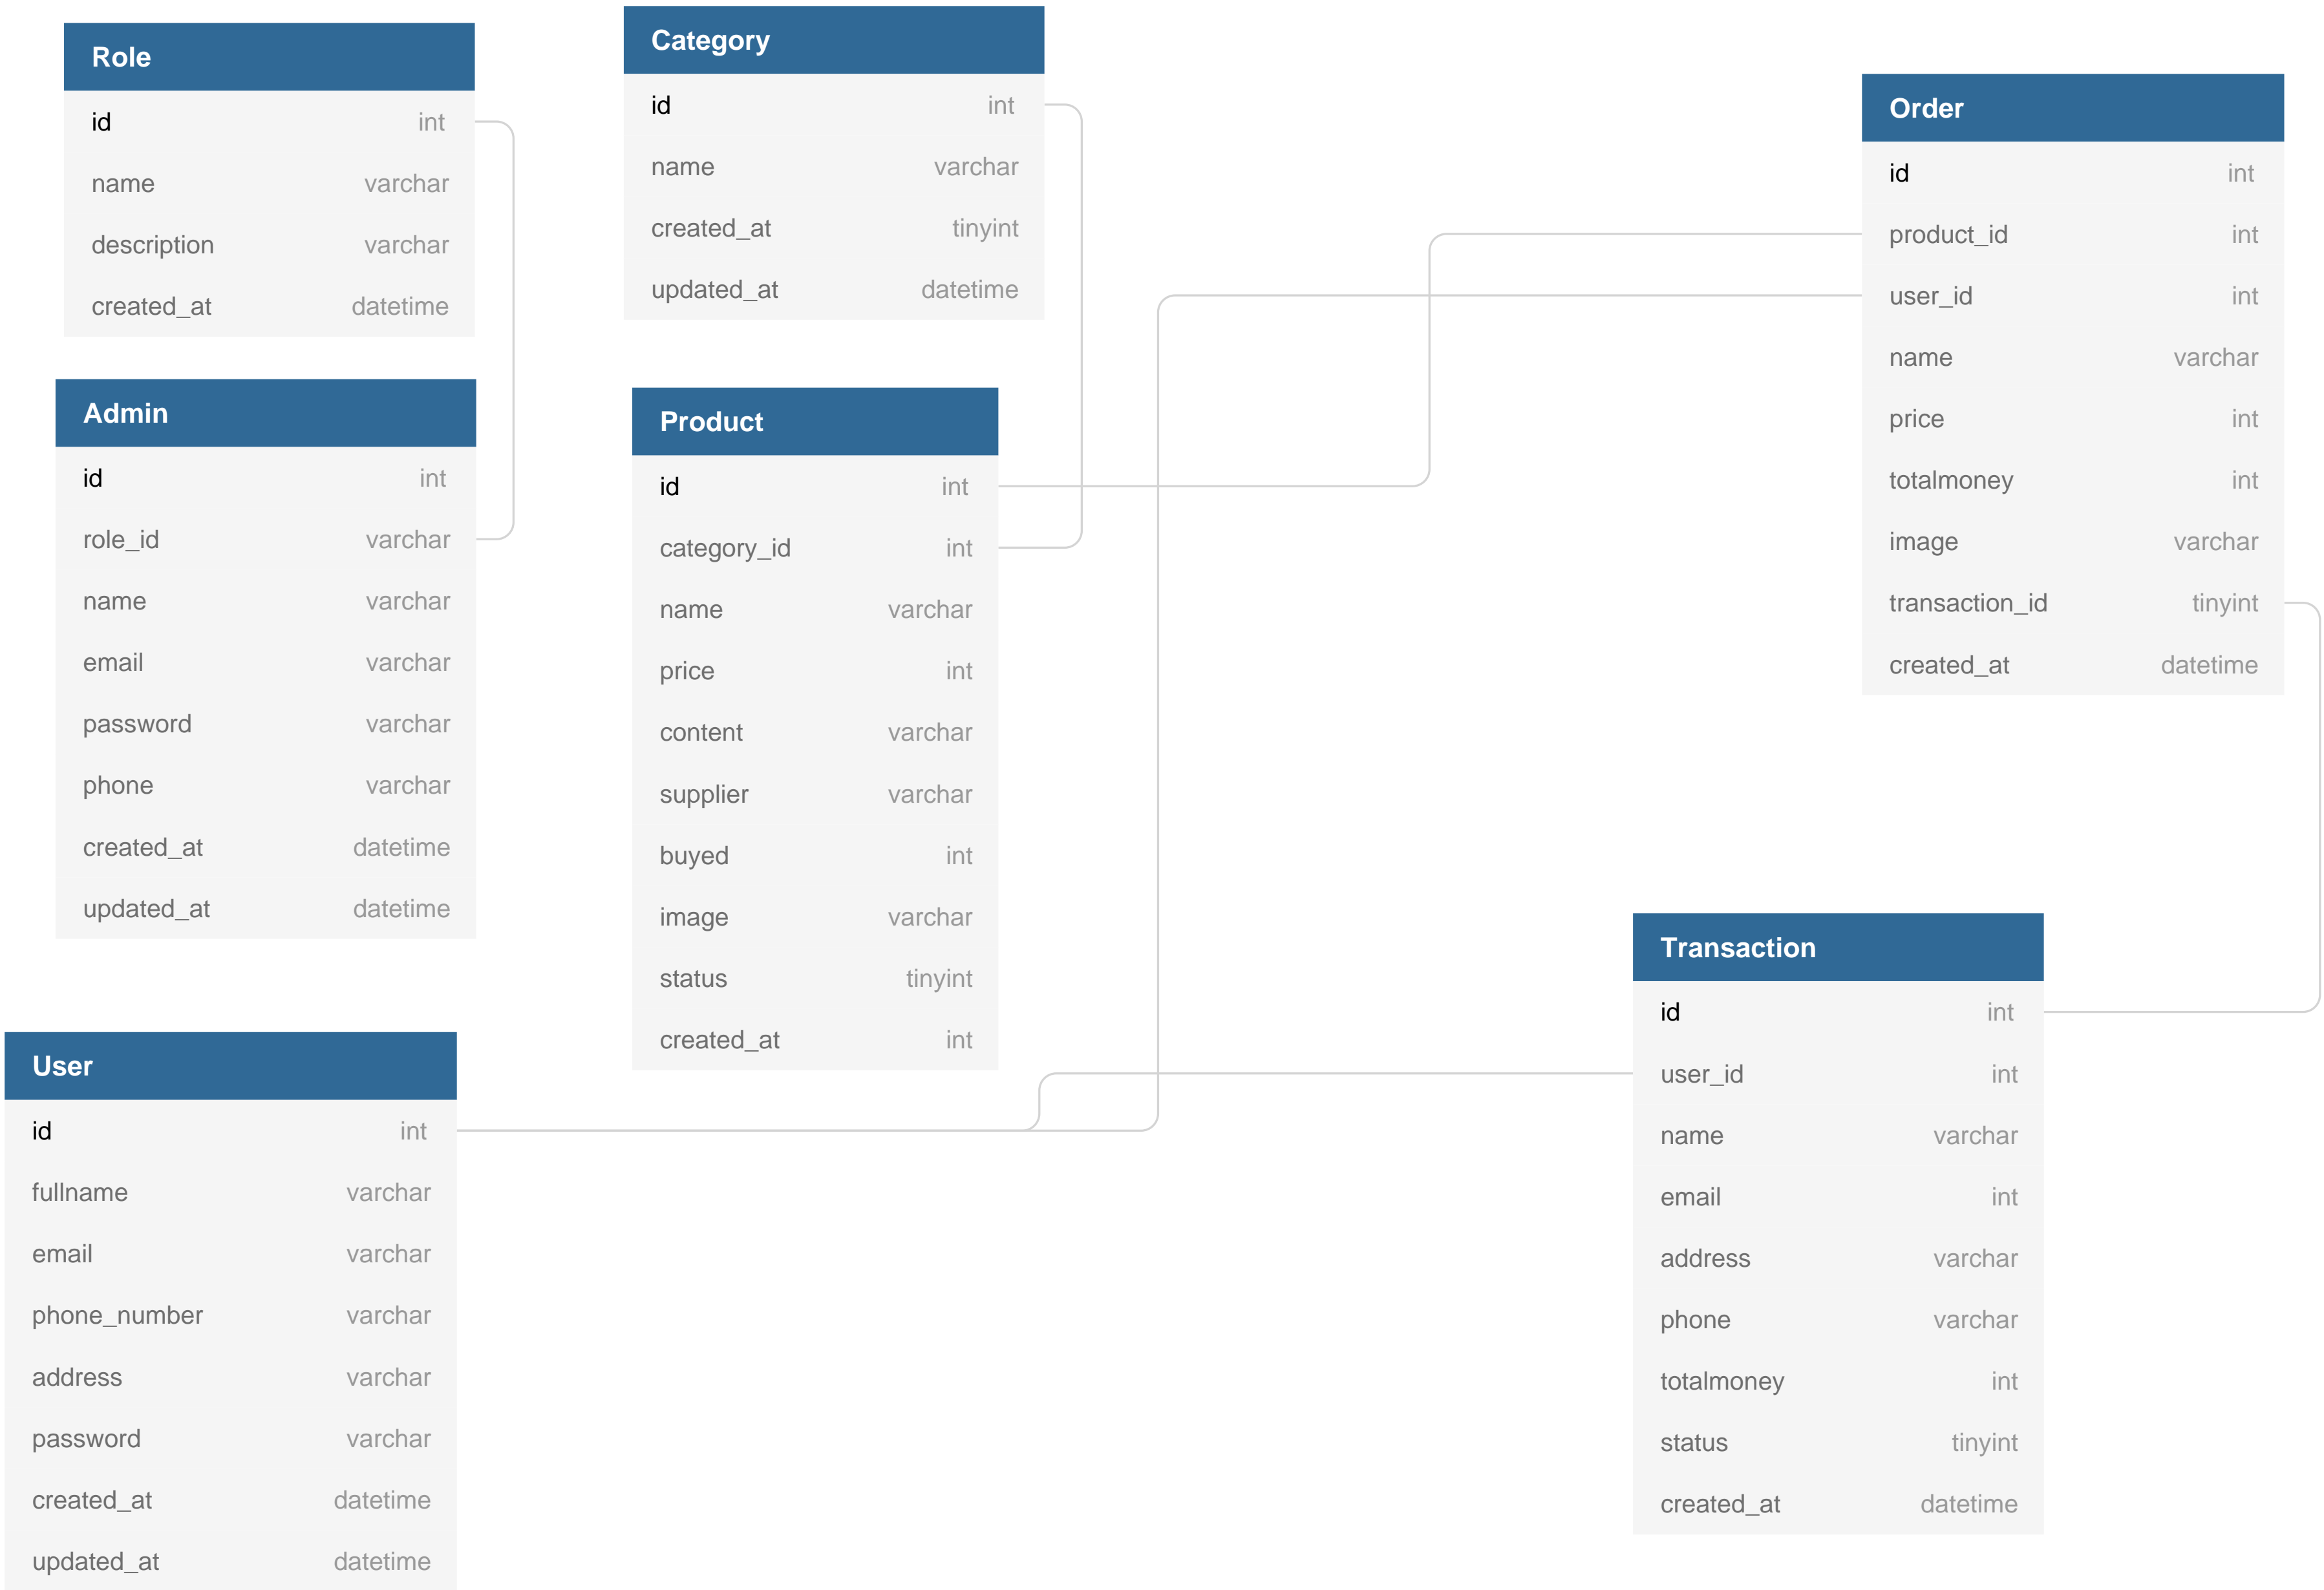 Role
id int
name varchar
description varchar
created_at datetime
Admin
id int
role_id varchar
name varchar
email varchar
password varchar
phone varchar
created_at datetime
updated_at datetime
User
id int
fullname varchar
email varchar
phone_number varchar
address varchar
password varchar
created_at datetime
updated_at datetime
Category
id int
name varchar
created_at tinyint
updated_at datetime
Product
id int
category_id int
name varchar
price int
content varchar
supplier varchar
buyed int
image varchar
status tinyint
created_at int
Order
id int
product_id int
user_id int
name varchar
price int
totalmoney int
image varchar
transaction_id tinyint
created_at datetime
Transaction
id int
user_id int
name varchar
email int
address varchar
phone varchar
totalmoney int
status tinyint
created_at datetime